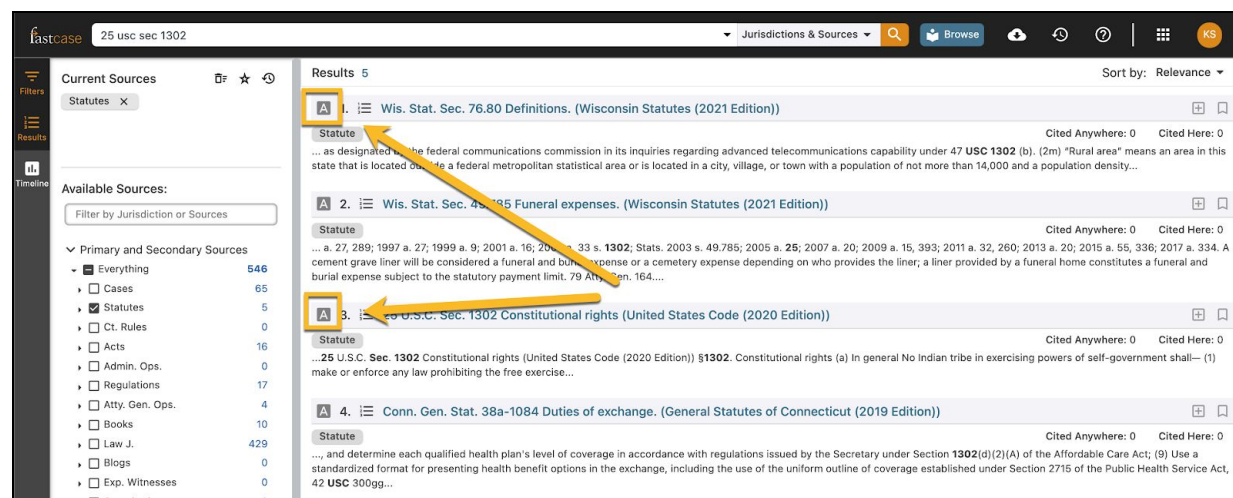 fastcase
25 usc sec 1302
Jurisdictions & Sources
Browse
KS
Filters
Results
Timeline
Current Sources
Statutes X
Available Sources:
Filter by Jurisdiction or Sources
Primary and Secondary Sources
Everything 546
Cases 65
Statutes 5
Ct. Rules 0
Acts 16
Admin. Ops. 0
Regulations 17
Atty. Gen. Ops. 4
Books 10
Law J. 429
Blogs 0
Exp. Witnesses 0
Results 5
Sort by: Relevance
A 1. Wis. Stat. Sec. 76.80 Definitions. (Wisconsin Statutes (2021 Edition))
Statute
Cited Anywhere: 0 Cited Here: 0
... as designated by the federal communications commission in its inquiries regarding advanced telecommunications capability under 47 USC 1302 (b). (2m) "Rural area" means an area in this
state that is located outside a federal metropolitan statistical area or is located in a city, village, or town with a population of not more than 14,000 and a population density...
A 2. Wis. Stat. Sec. 49.785 Funeral expenses. (Wisconsin Statutes (2021 Edition))
Statute
Cited Anywhere: 0 Cited Here: 0
... a. 27, 289; 1997 a. 27; 1999 a. 9; 2001 a. 16; a. 33 s. 1302; Stats. 2003 s. 49.785; 2005 a. 25; 2007 a. 20; 2009 a. 15, 393; 2011 a. 32, 260; 2013 a. 20; 2015 a. 55, 336; 2017 a. 334. A
cement grave liner will be considered a funeral and burial expense or a cemetery expense depending on who provides the liner; a liner provided by a funeral home constitutes a funeral and
burial expense subject to the statutory payment limit. 79 Atty. Gen. 164....
A 3. 25 U.S.C. Sec. 1302 Constitutional rights (United States Code (2020 Edition))
Statute
Cited Anywhere: 0 Cited Here: 0
...25 U.S.C. Sec. 1302 Constitutional rights (United States Code (2020 Edition)) §1302. Constitutional rights (a) In general No Indian tribe in exercising powers of self-government shall— (1)
make or enforce any law prohibiting the free exercise...
A 4. Conn. Gen. Stat. 38a-1084 Duties of exchange. (General Statutes of Connecticut (2019 Edition))
Statute
Cited Anywhere: 0 Cited Here: 0
..., and determine each qualified health plan's level of coverage in accordance with regulations issued by the Secretary under Section 1302(d)(2)(A) of the Affordable Care Act; (9) Use a
standardized format for presenting health benefit options in the exchange, including the use of the uniform outline of coverage established under Section 2715 of the Public Health Service Act,
42 USC 300gg...